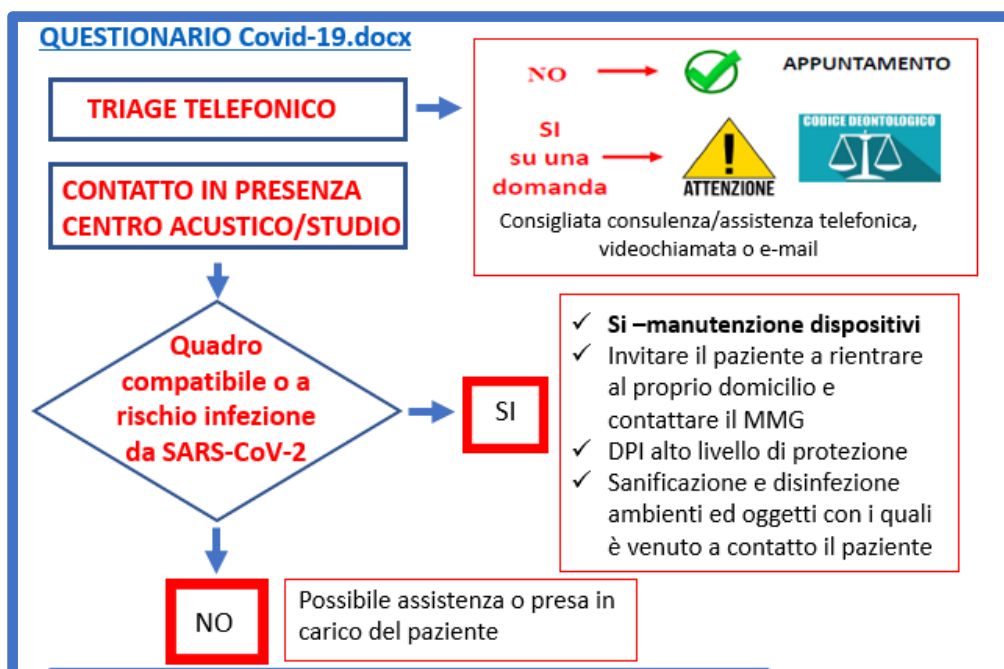 QUESTIONARIO Covid-19.docx
TRIAGE TELEFONICO
NO
APPUNTAMENTO
SI
su una
domanda
ATTENZIONE
CODICE DEONTOLOGICO
Consigliata consulenza/assistenza telefonica,
videochiamata o e-mail
CONTATTO IN PRESENZA
CENTRO ACUSTICO/STUDIO
Quadro
compatibile o a
rischio infezione
da SARS-CoV-2
SI
✓ Si –manutenzione dispositivi
✓ Invitare il paziente a rientrare
al proprio domicilio e
contattare il MMG
✓ DPI alto livello di protezione
✓ Sanificazione e disinfezione
ambienti ed oggetti con i quali
è venuto a contatto il paziente
NO
Possibile assistenza o presa in
carico del paziente